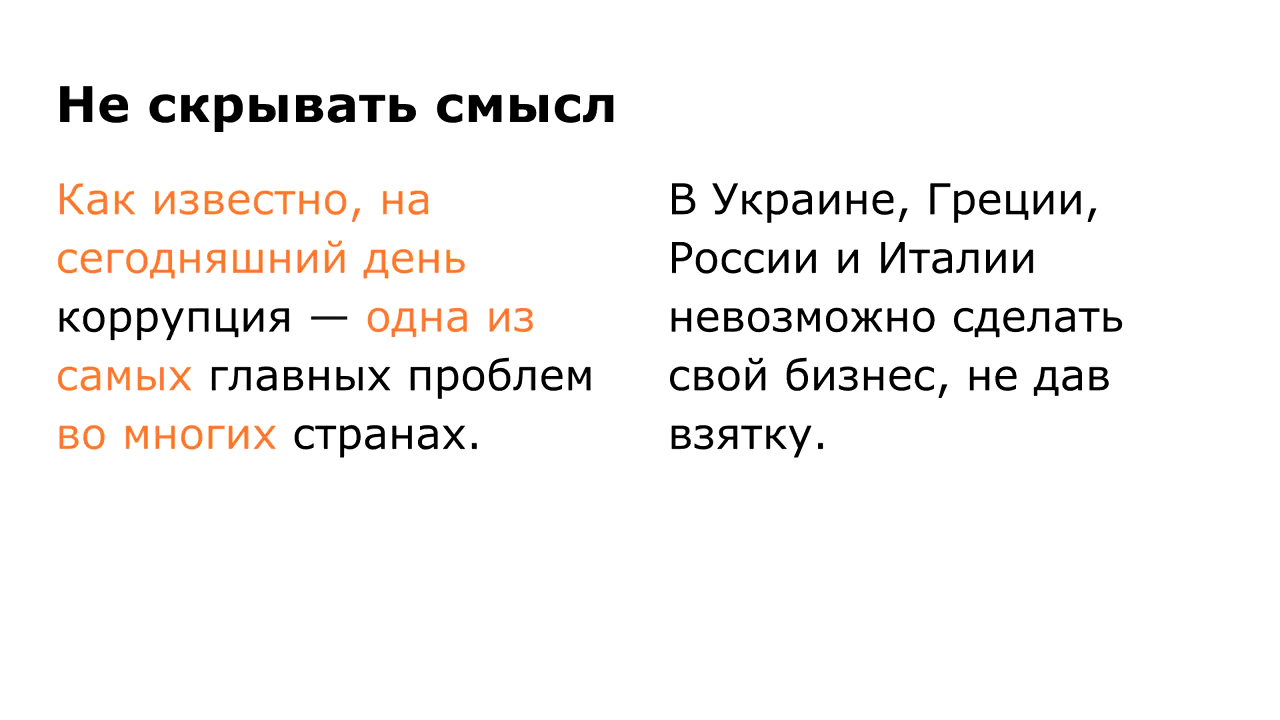 Не скрывать смысл
Как известно, на
сегодняшний день
коррупция — одна из
самых главных проблем
во многих странах.
В Украине, Греции,
России и Италии
невозможно сделать
свой бизнес, не дав
взятку.